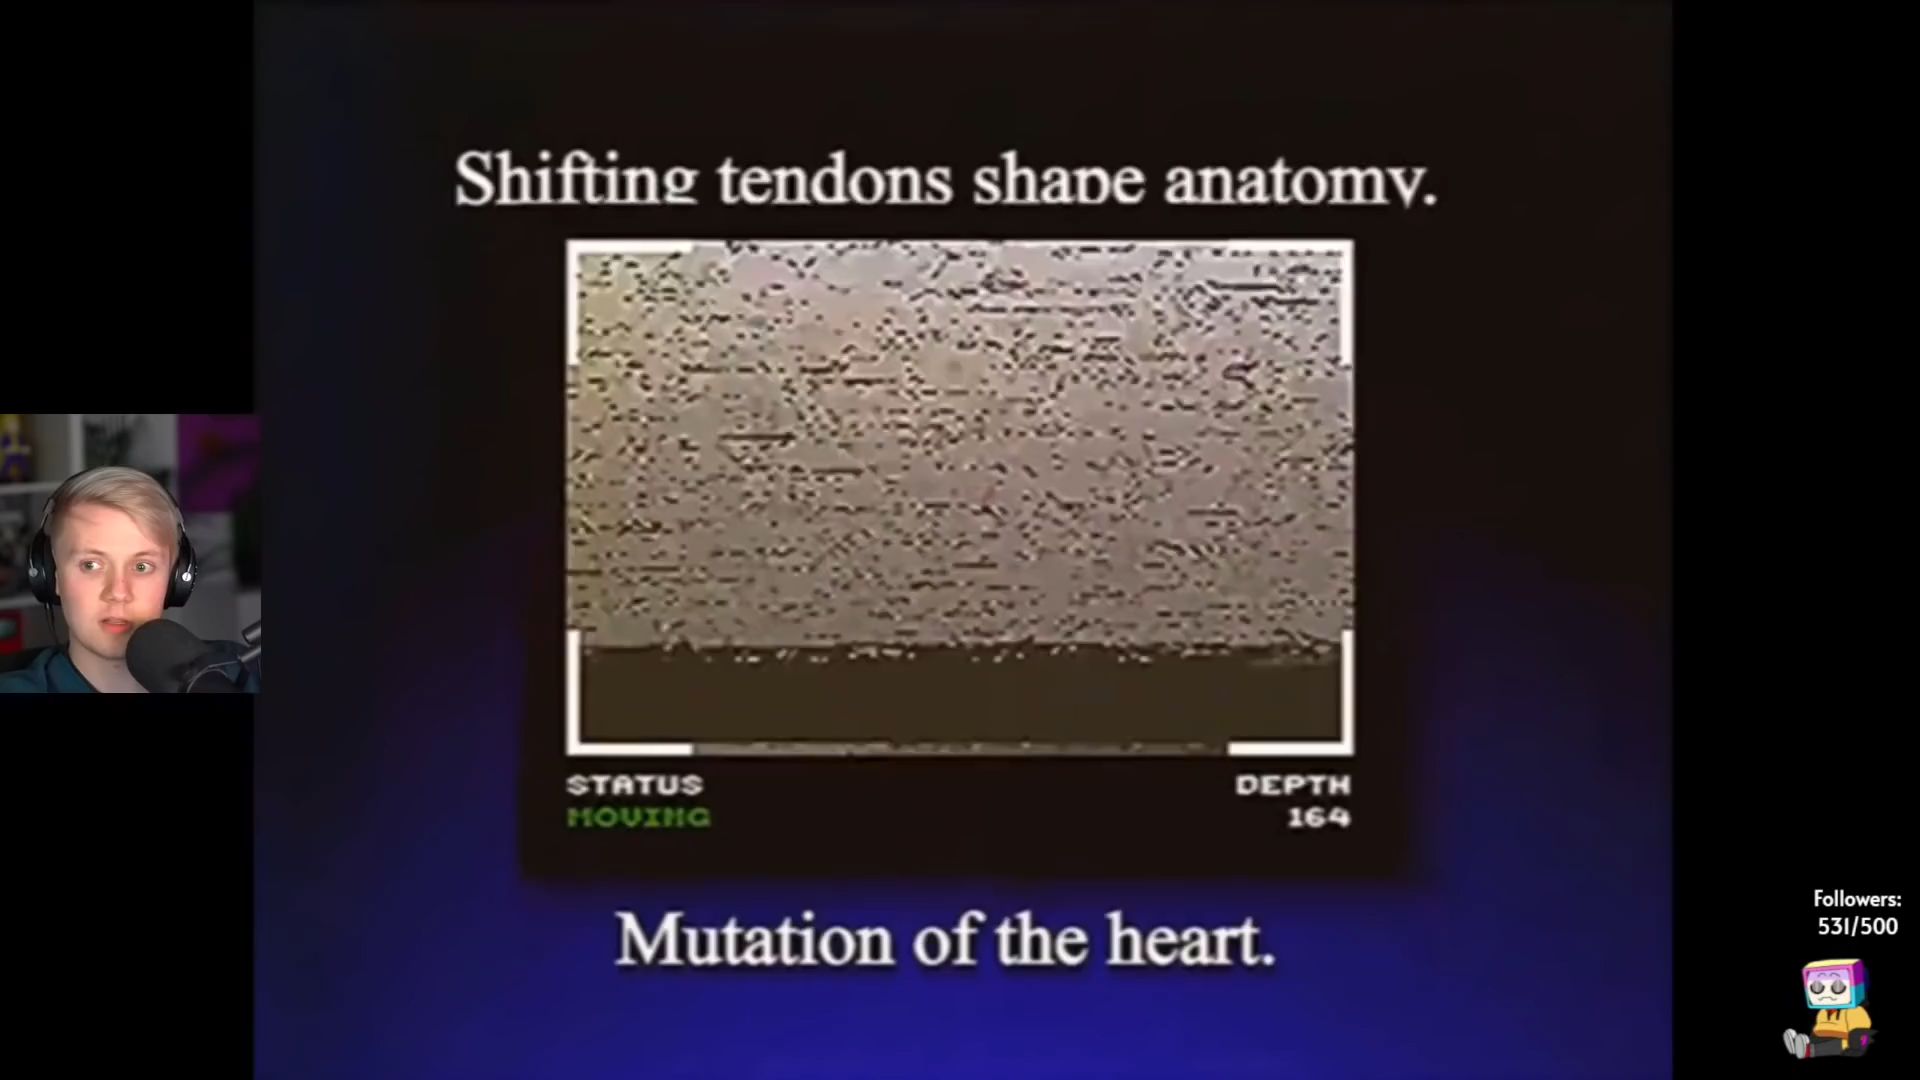 Shifting tendons shape anatomy.
STATUS
DEPTH
MOVING
164
Mutation of the heart.
Followers:
531/500